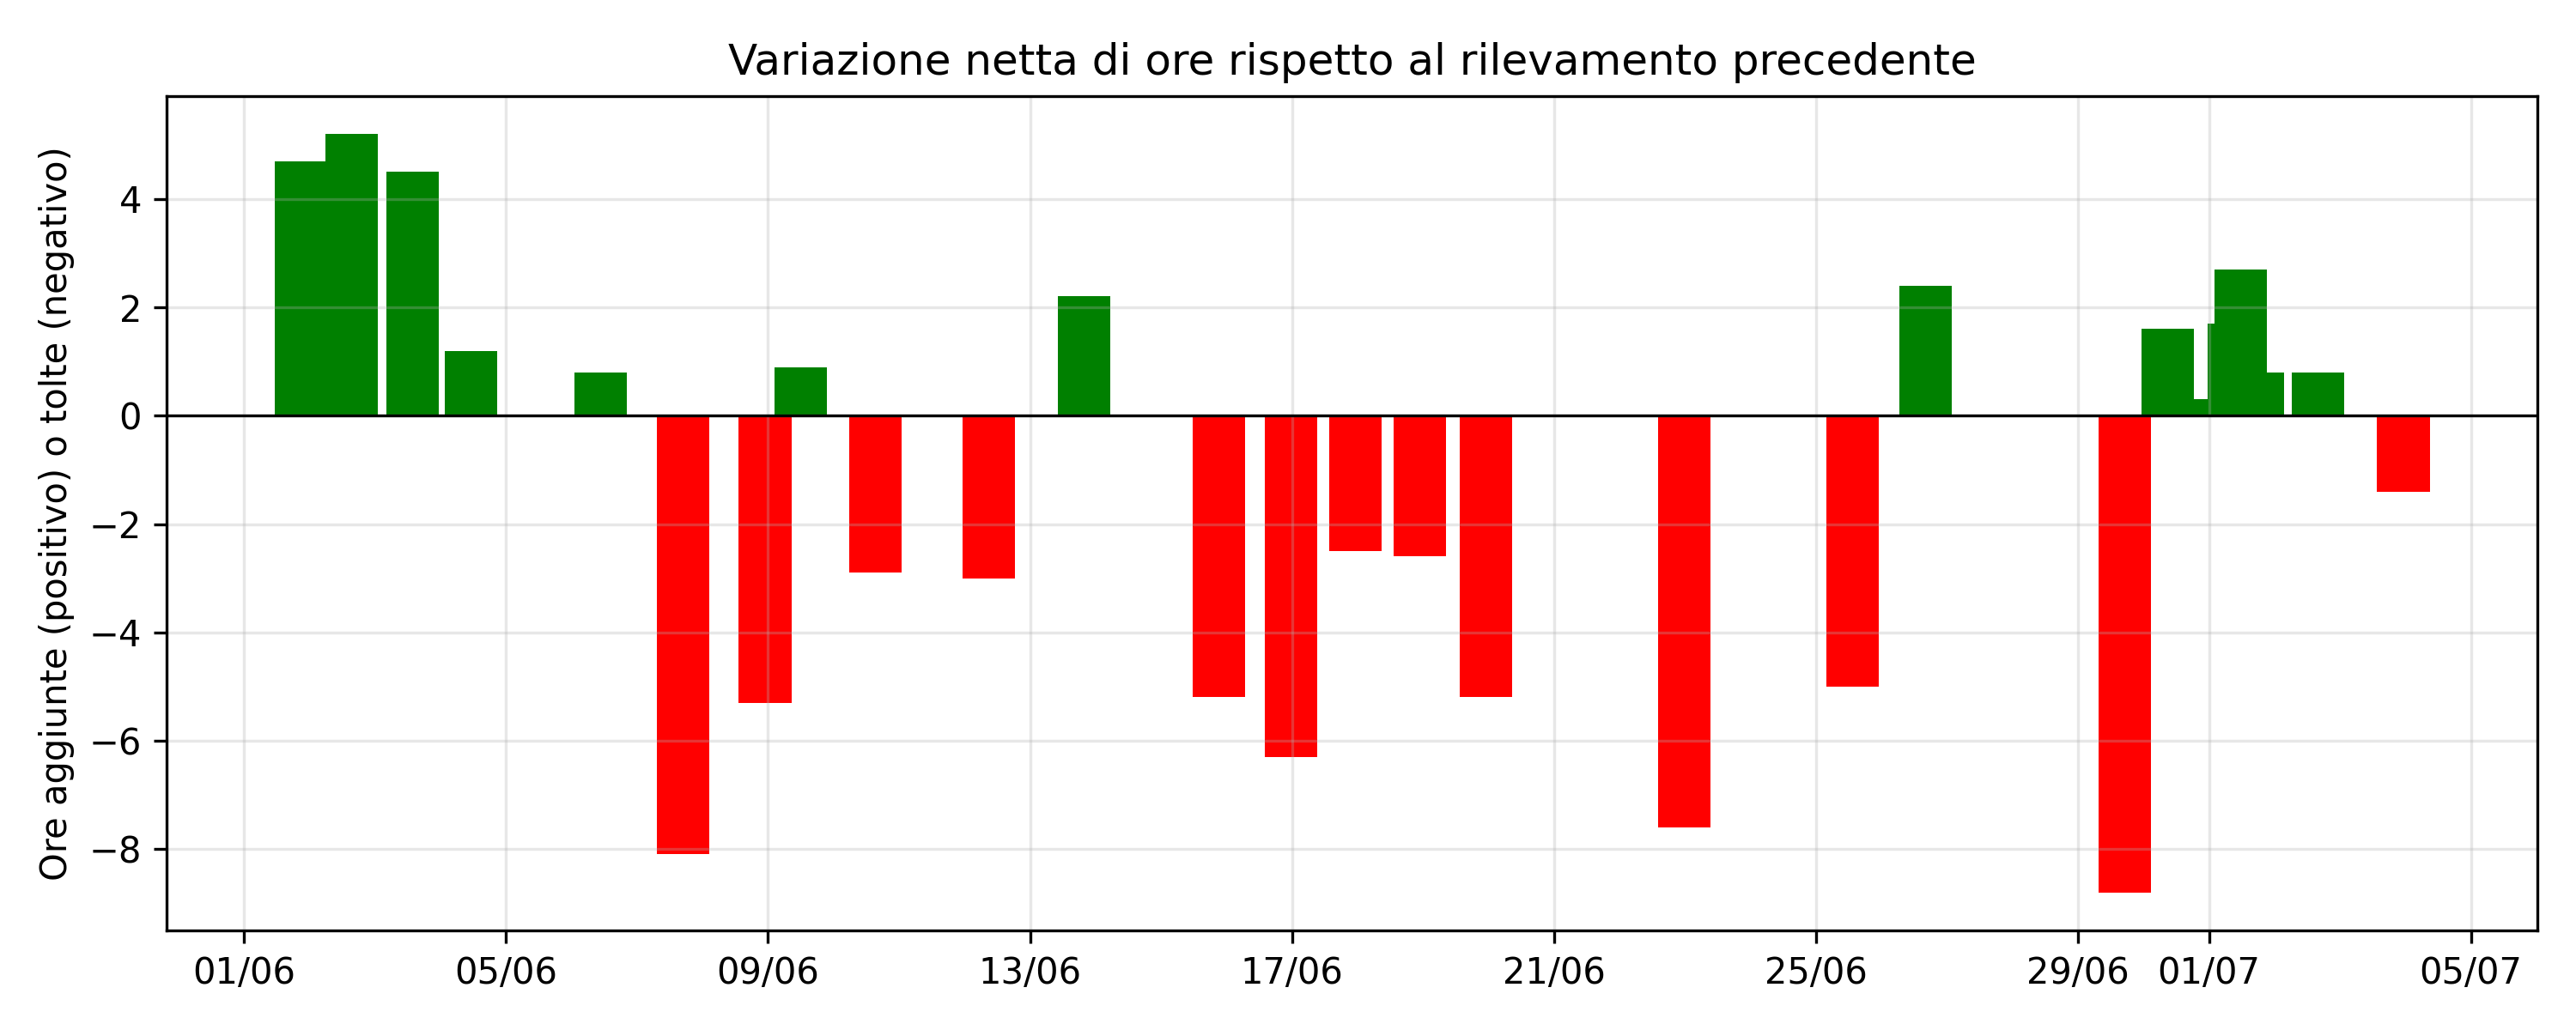 Variazione netta di ore rispetto al rilevamento precedente
Ore aggiunte (positivo) o tolte (negativo)
4
2
0
−2
−4
−6
−8
01/06 05/06 09/06 13/06 17/06 21/06 25/06 29/06 01/07 05/07